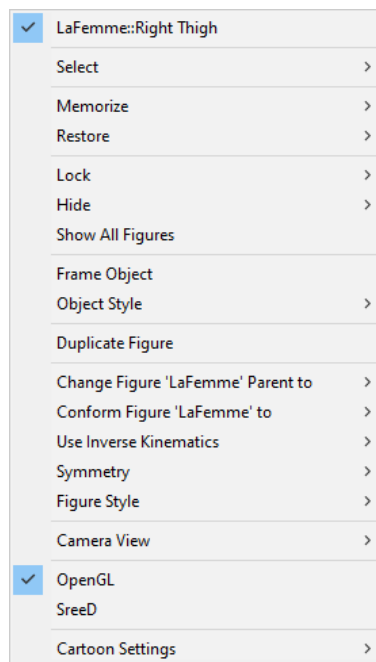 LaFemme::Right Thigh
Select
Memorize
Restore
Lock
Hide
Show All Figures
Frame Object
Object Style
Duplicate Figure
Change Figure 'LaFemme' Parent to
Conform Figure 'LaFemme' to
Use Inverse Kinematics
Symmetry
Figure Style
Camera View
OpenGL
SreeD
Cartoon Settings